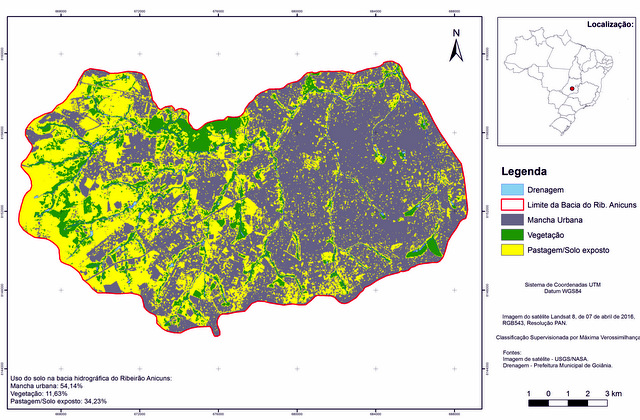 Localização:
N
Legenda
Drenagem
Limite da Bacia do Rib. Anicuns
Mancha Urbana
Vegetação
Pastagem/Solo exposto
Sistema de Coordenadas UTM
Datum WGS84
Imagem do satélite Landsat 8, de 07 de abril de 2016,
RGB543, Resolução PAN.
Classificação Supervisionada por Máxima Verossimilhança
Fontes:
Imagem de satélite - USGS/NASA.
Drenagem - Prefeitura Municipal de Goiânia.
1 0 1 2 3 km
Uso do solo na bacia hidrográfica do Ribeirão Anicuns:
Mancha urbana: 54,14%
Vegetação: 11,63%
Pastagem/Solo exposto: 34,23%